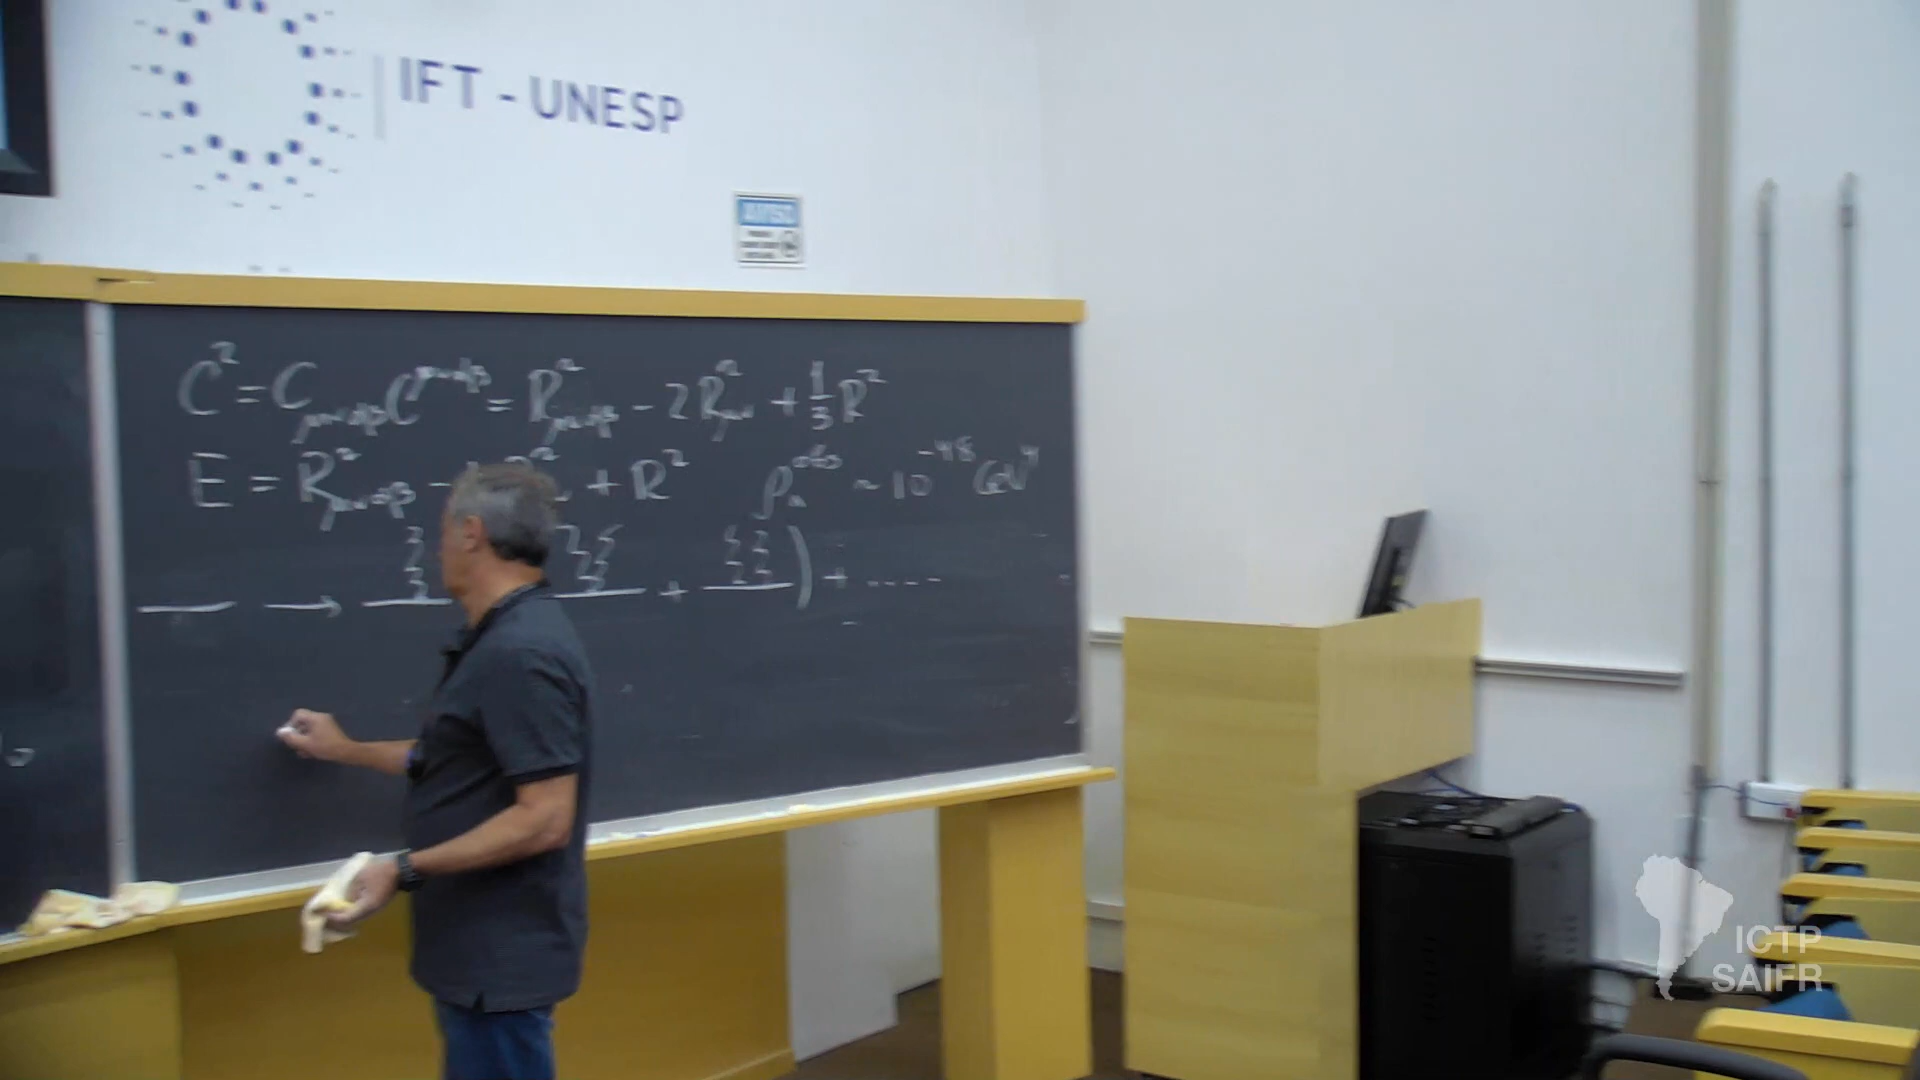 IFT - UNESP
AVISO
C² = C_{μναβ} C^{μναβ} = R²_{μναβ} - 2R²_{μν} + 1/3 R²
E = R²_{μναβ} - R² + R² ρ_Λ^{obs} ~ 10^{-48} GeV⁴
→ + ) + .....
ICTP
SAIFR